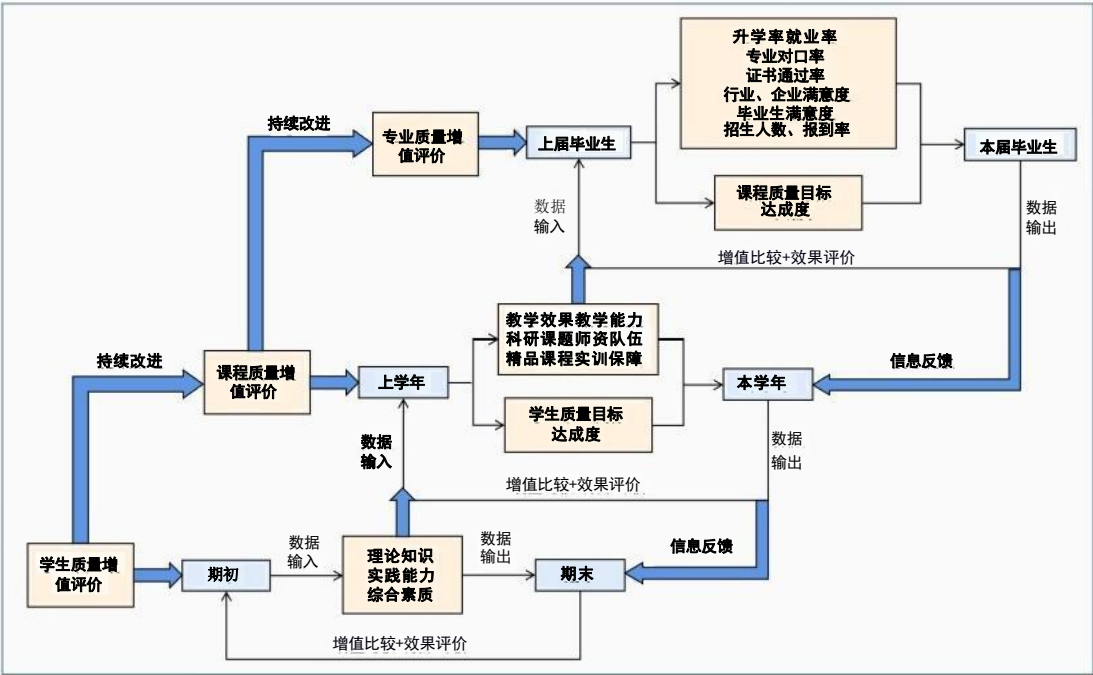 升学率就业率
专业对口率
证书通过率
行业、企业满意度
毕业生满意度
招生人数、报到率
持续改进
专业质量增
值评价
上届毕业生
本届毕业生
课程质量目标
达成度
数据
输入
数据
输出
增值比较+效果评价
教学效果教学能力
科研课题师资队伍
精品课程实训保障
持续改进
课程质量增
值评价
上学年
本学年
信息反馈
学生质量目标
达成度
数据
输入
数据
输出
增值比较+效果评价
学生质量增
值评价
期初
数据
输入
理论知识
实践能力
综合素质
数据
输出
期末
信息反馈
增值比较+效果评价